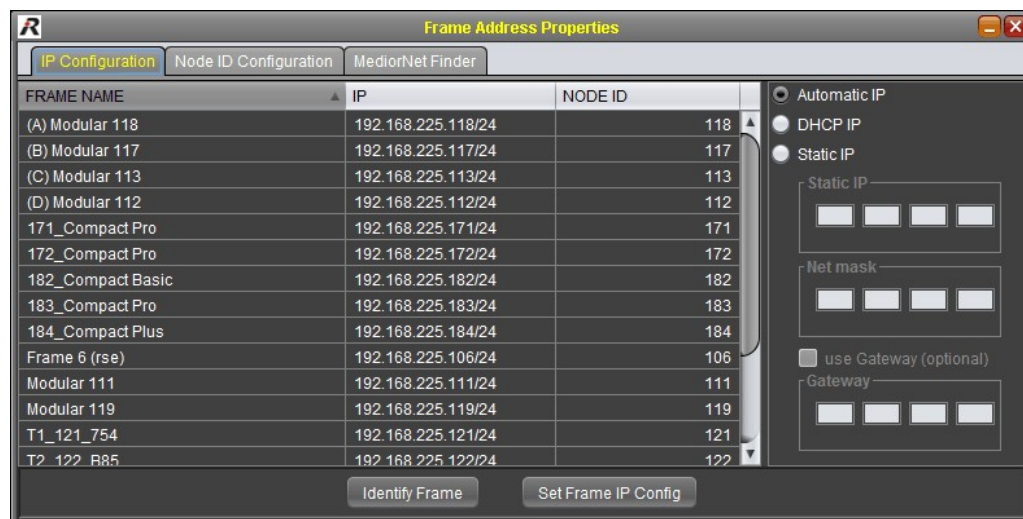 R
Frame Address Properties
IP Configuration Node ID Configuration MediorNet Finder
FRAME NAME IP NODE ID
(A) Modular 118 192.168.225.118/24 118
(B) Modular 117 192.168.225.117/24 117
(C) Modular 113 192.168.225.113/24 113
(D) Modular 112 192.168.225.112/24 112
171_Compact Pro 192.168.225.171/24 171
172_Compact Pro 192.168.225.172/24 172
182_Compact Basic 192.168.225.182/24 182
183_Compact Pro 192.168.225.183/24 183
184_Compact Plus 192.168.225.184/24 184
Frame 6 (rse) 192.168.225.106/24 106
Modular 111 192.168.225.111/24 111
Modular 119 192.168.225.119/24 119
T1_121_754 192.168.225.121/24 121
T2_122_B85 192.168.225.122/24 122
Automatic IP
DHCP IP
Static IP
Static IP
Net mask
use Gateway (optional)
Gateway
Identify Frame Set Frame IP Config